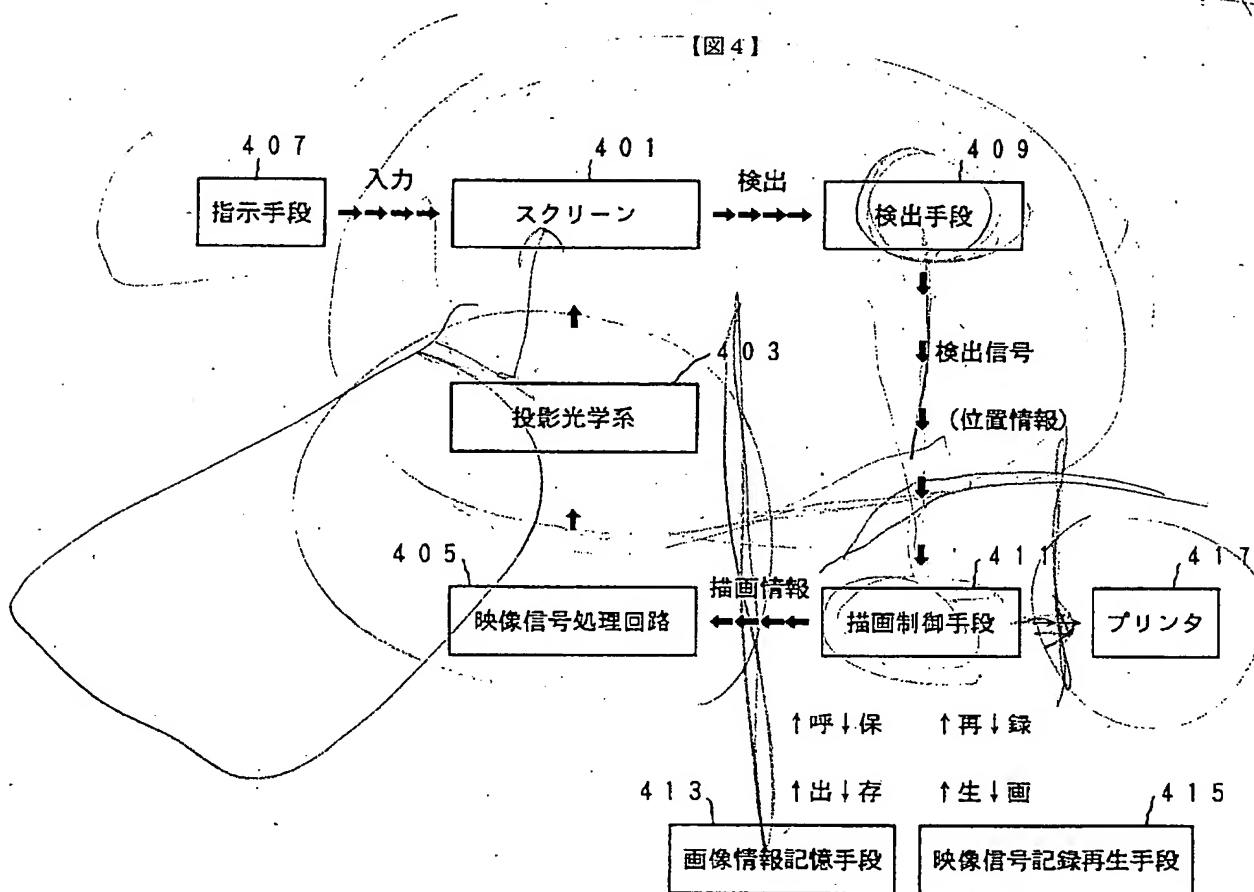 【図4】
407 401 409
入力 検出
指示手段 スクリーン 検出手段
403 検出信号
投影光学系 (位置情報)
405 411 417
描画情報
映像信号処理回路 描画制御手段 プリンタ
↑呼↓保 ↑再↓録
413 ↑出↓存 ↑生↓画 415
画像情報記憶手段 映像信号記録再生手段